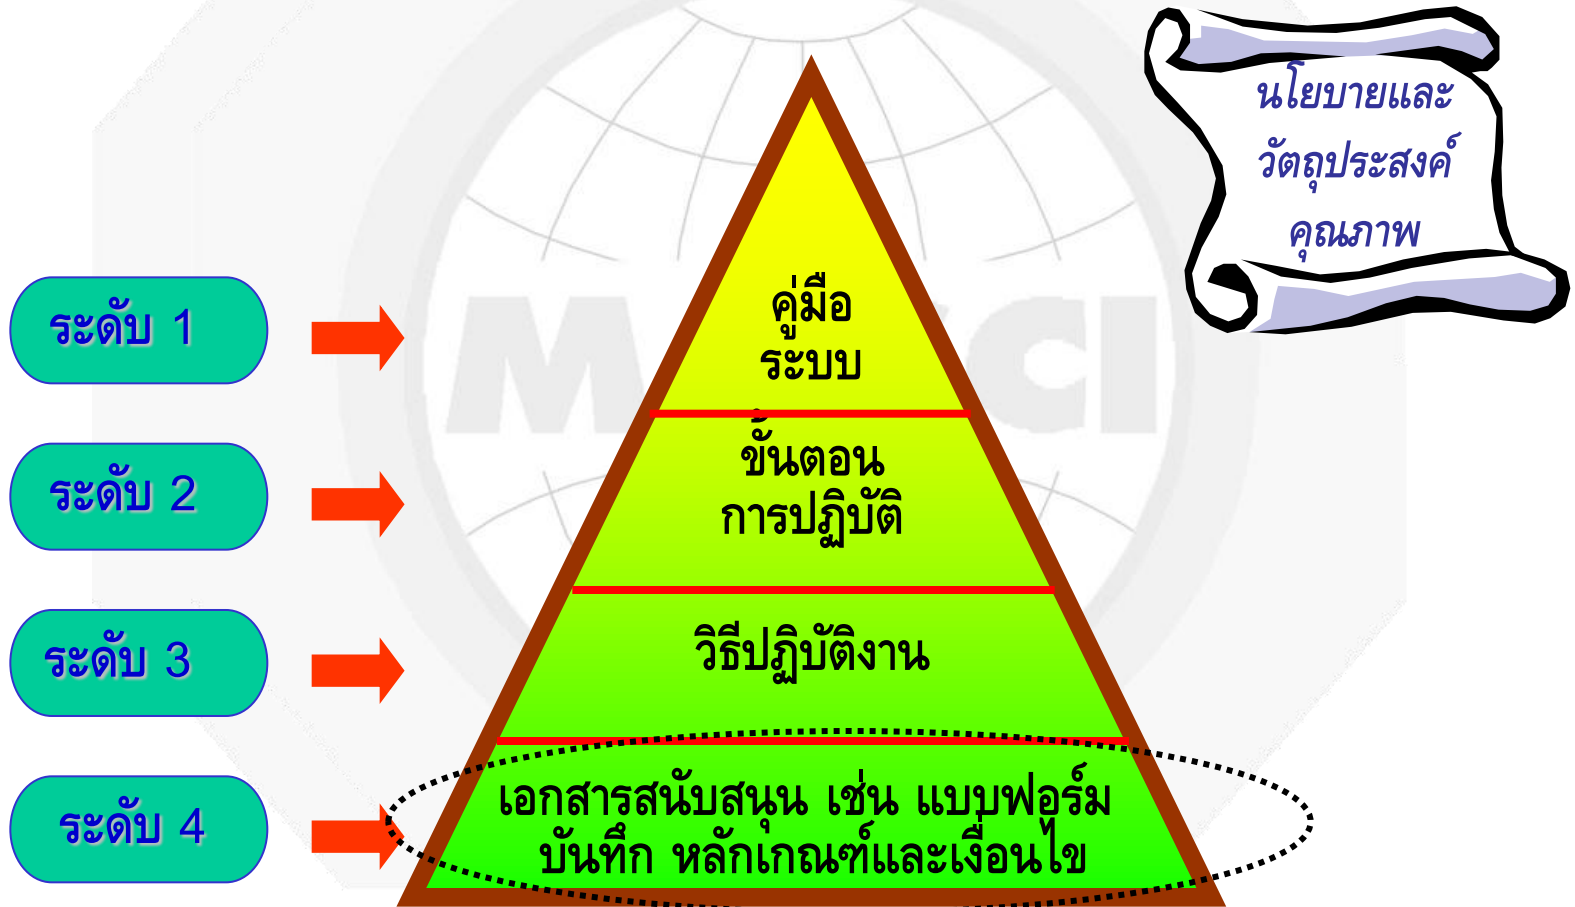 นโยบายและ
วัตถุประสงค์
คุณภาพ
ระดับ 1
คู่มือ
ระบบ
ระดับ 2
ขั้นตอน
การปฏิบัติ
ระดับ 3
วิธีปฏิบัติงาน
ระดับ 4
เอกสารสนับสนุน เช่น แบบฟอร์ม
บันทึก หลักเกณฑ์และเงื่อนไข